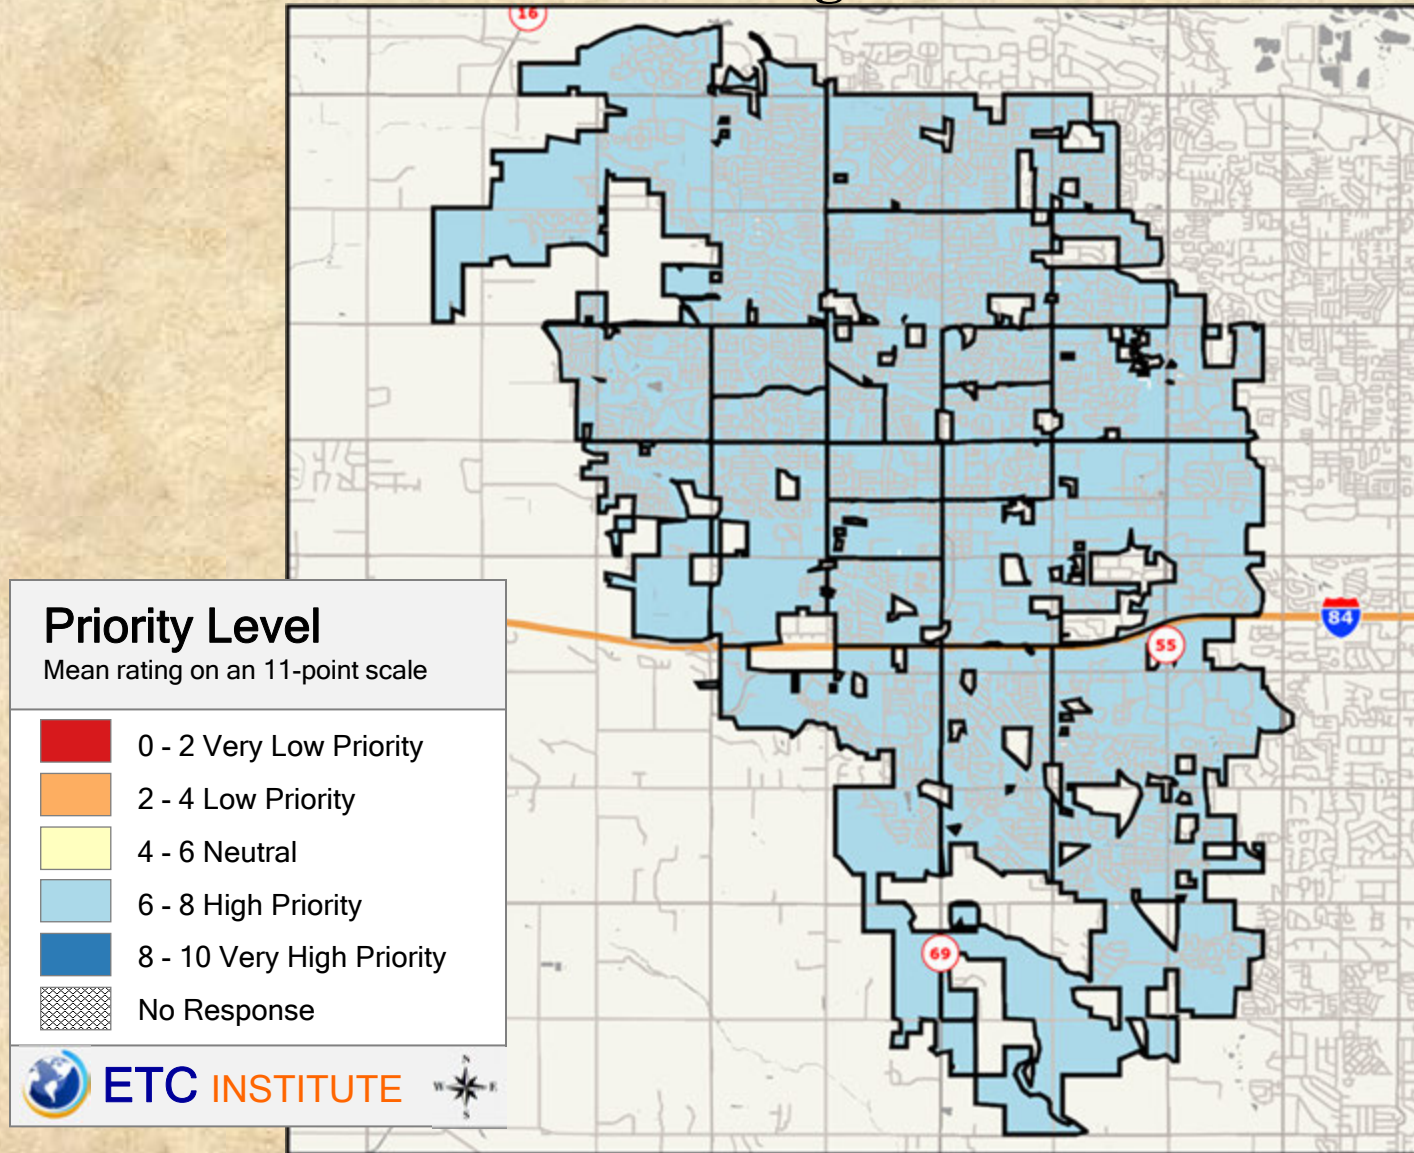 16
84
55
69
Priority Level
Mean rating on an 11-point scale
0 - 2 Very Low Priority
2 - 4 Low Priority
4 - 6 Neutral
6 - 8 High Priority
8 - 10 Very High Priority
No Response
ETC INSTITUTE
N
W E
S